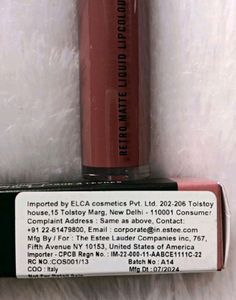 RETRO MATTE LIQUID LIPCOLOUR
Imported by ELCA cosmetics Pvt. Ltd. 202-206 Tolstoy
house,15 Tolstoy Marg, New Delhi - 110001 Consumer
Complaint Address : Same as above, Contact:
+91 22-61479800, Email : corporate@in.estee.com
Mfg By / For : The Estee Lauder Companies inc, 767,
Fifth Avenue NY 10153, United States of America
Importer - CPCB Regn No : IM-22-000-11-AABCE1111C-22
RC NO :COS001/13 Batch No : A14
COO : Italy Mfg Dt : 07/2024